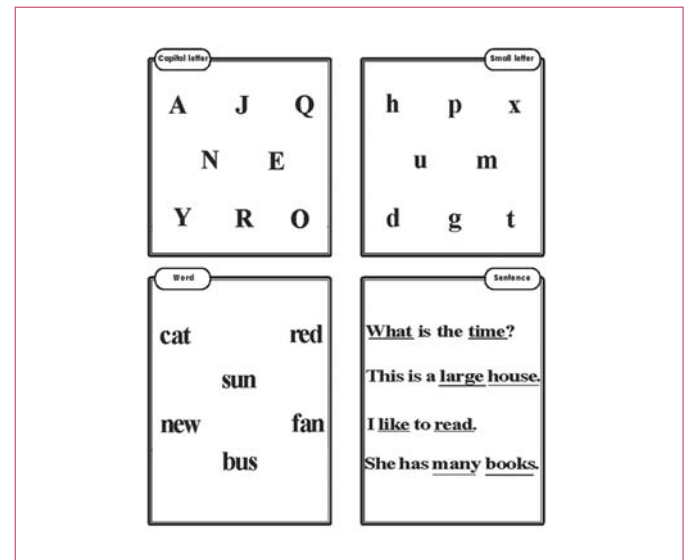 Capital letter
A J Q
N E
Y R O
Small letter
h p x
u m
d g t
Word
cat red
sun
new fan
bus
Sentence
What is the time?
This is a large house.
I like to read.
She has many books.